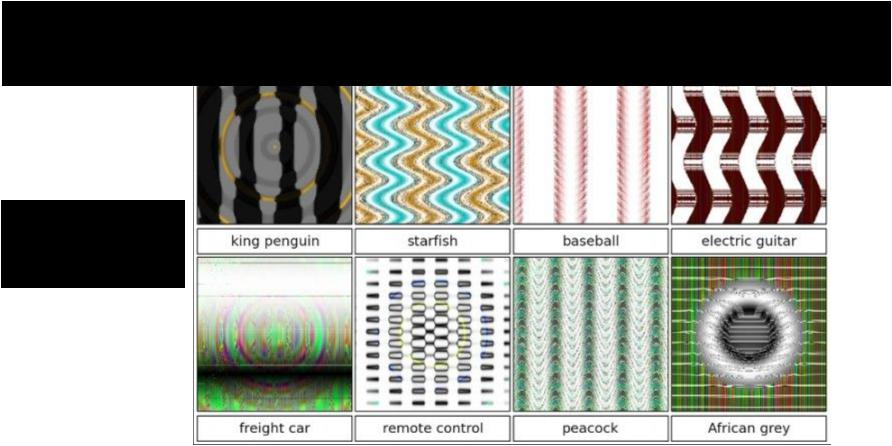 king penguin
starfish
baseball
electric guitar
freight car
remote control
peacock
African grey